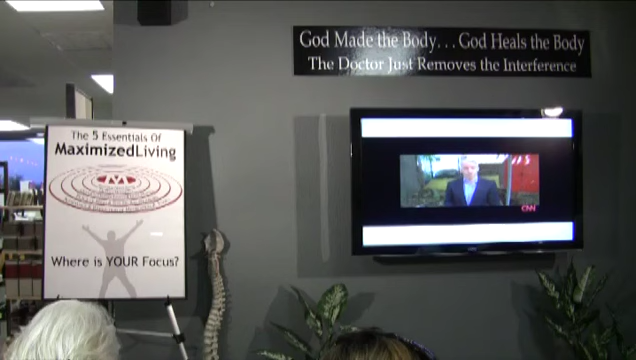 God Made the Body... God Heals the Body
The Doctor Just Removes the Interference
The 5 Essentials Of
MaximizedLiving
M
Where is YOUR Focus?
CNN